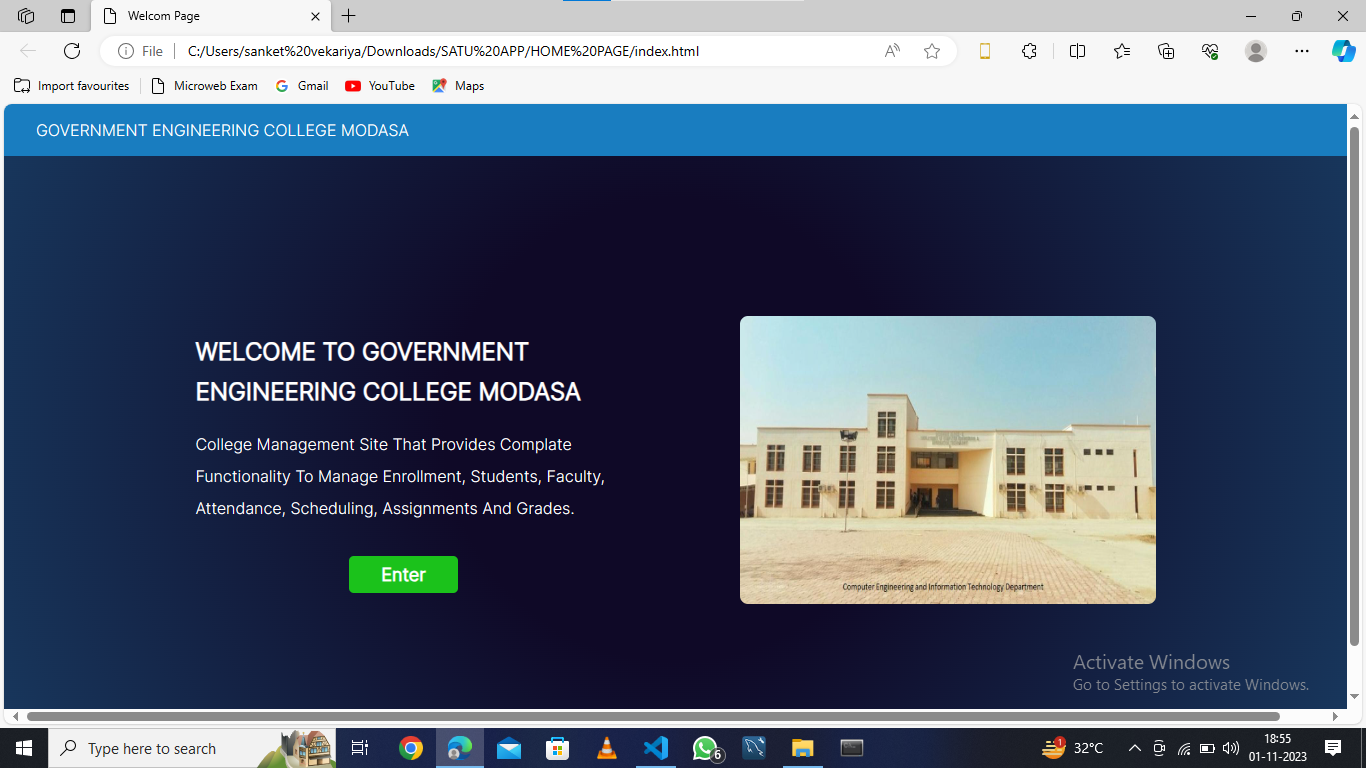 Welcom Page
File
C:/Users/sanket%20vekariya/Downloads/SATU%20APP/HOME%20PAGE/index.html
Import favourites
Microweb Exam
Gmail
YouTube
Maps
GOVERNMENT ENGINEERING COLLEGE MODASA
WELCOME TO GOVERNMENT
ENGINEERING COLLEGE MODASA
College Management Site That Provides Complate
Functionality To Manage Enrollment, Students, Faculty,
Attendance, Scheduling, Assignments And Grades.
Enter
Computer Engineering and Information Technology Department
Activate Windows
Go to Settings to activate Windows.
Type here to search
6
1
32°C
18:55
01-11-2023